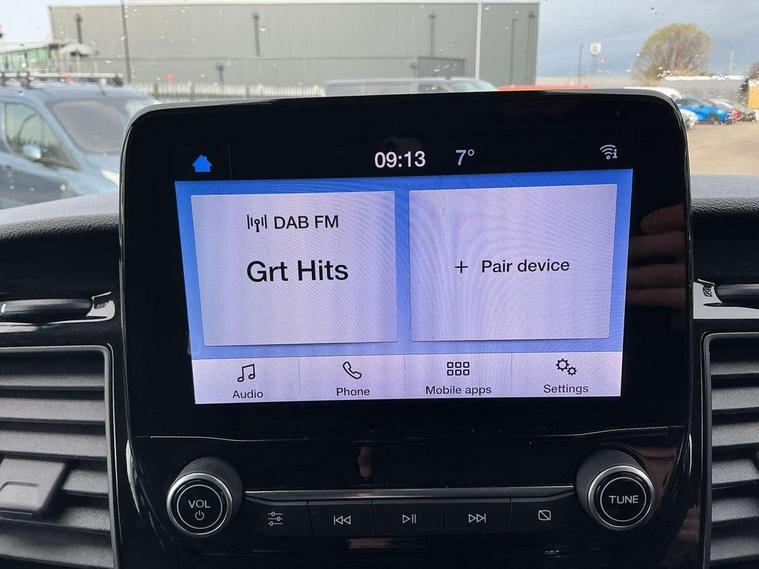 09:13 7°
DAB FM
Grt Hits
+ Pair device
Audio Phone Mobile apps Settings
VOL TUNE